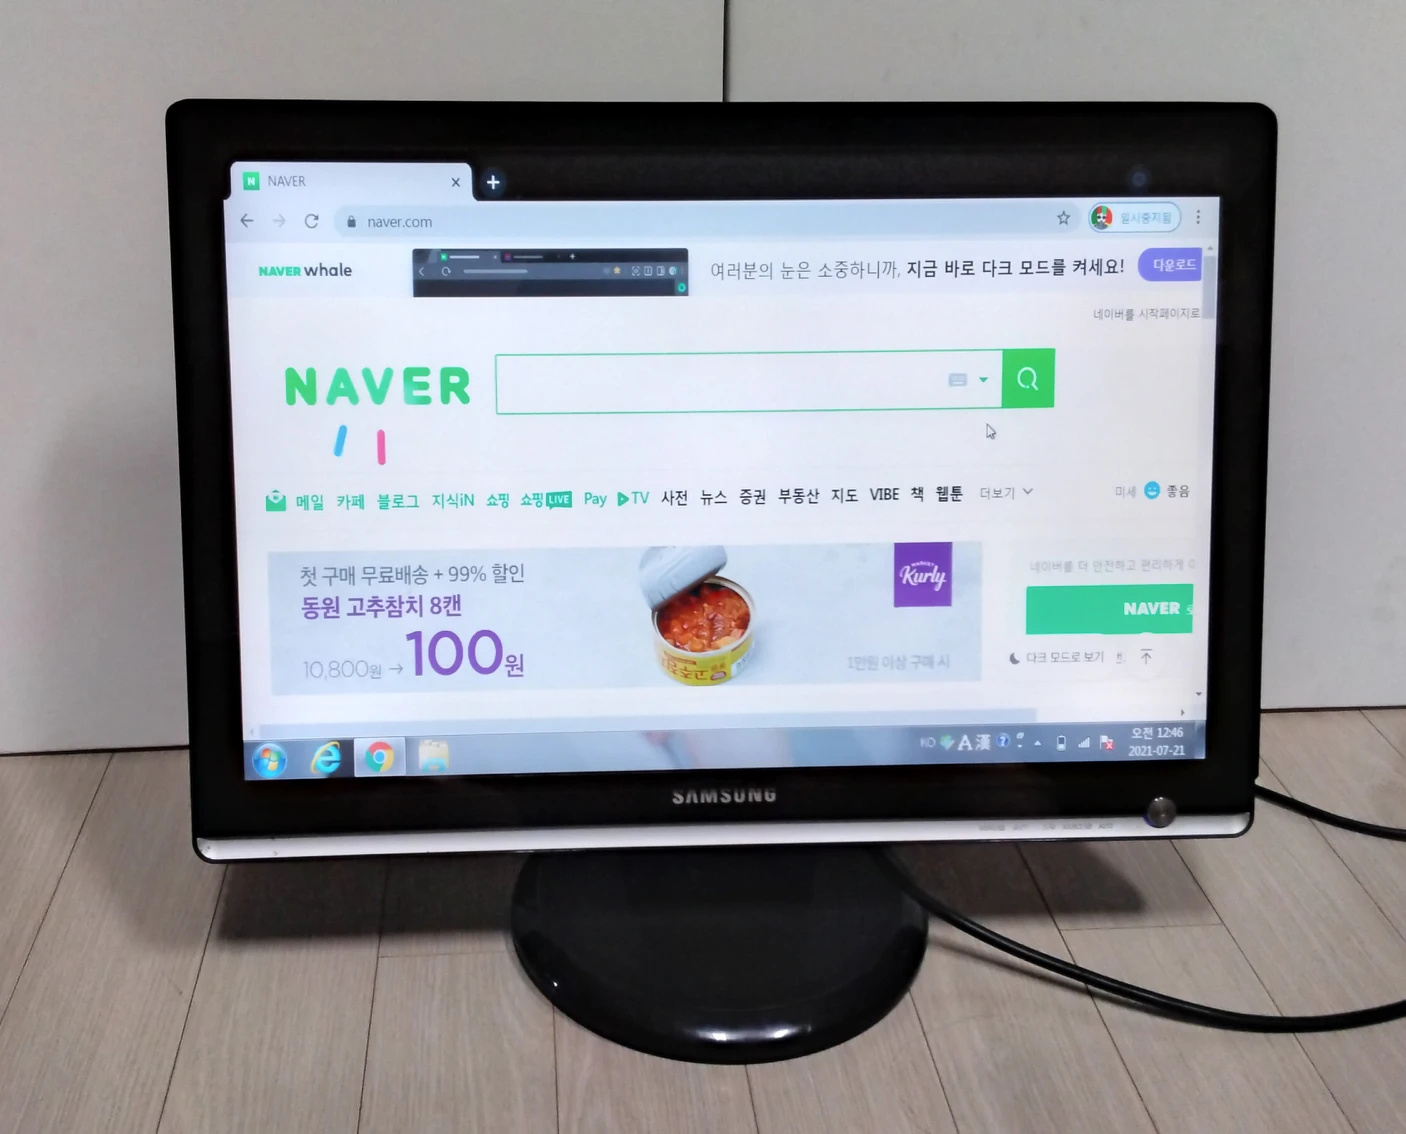 NAVER
naver.com
일시중지됨
NAVER whale
여러분의 눈은 소중하니까, 지금 바로 다크 모드를 켜세요!
다운로드
네이버를 시작페이지로
NAVER
메일 카페 블로그 지식iN 쇼핑 쇼핑LIVE Pay TV 사전 뉴스 증권 부동산 지도 VIBE 책 웹툰 더보기
미세 좋음
첫 구매 무료배송 + 99% 할인
동원 고추참치 8캔
10,800원 → 100원
고추참치
MARKET
Kurly
1만원 이상 구매 시
네이버를 더 안전하고 편리하게
NAVER
다크 모드로 보기
KO A 漢
오전 12:46
2021-07-21
SAMSUNG